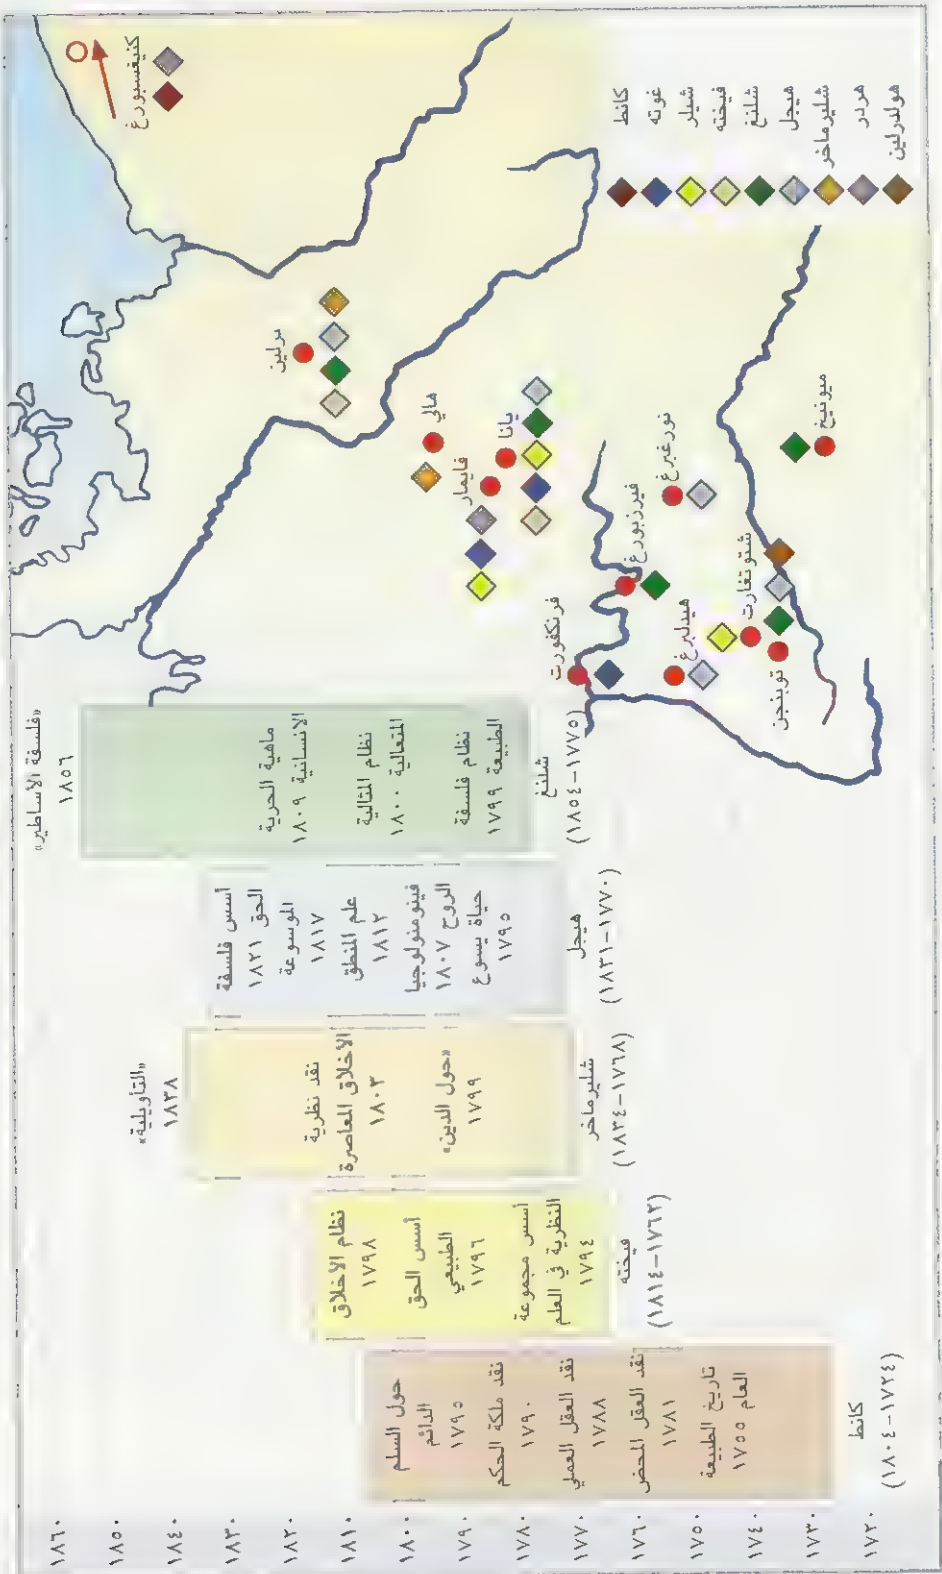 ١٨٦٠
١٨٥٠
١٨٤٠
١٨٣٠
١٨٢٠
١٨١٠
١٨٠٠
١٧٩٠
١٧٨٠
١٧٧٠
١٧٦٠
١٧٥٠
١٧٤٠
١٧٣٠
١٧٢٠
حول السلم
الدائم
١٧٩٥
نقد ملكة الحكم
١٧٩٠
نقد العقل العملي
١٧٨٨
نقد العقل المحض
١٧٨١
تاريخ الطبيعة
العام ١٧٥٥
كانط
(١٧٢٤-١٨٠٤)
نظام الأخلاق
١٧٩٨
أسس الحق
الطبيعي
١٧٩٦
أسس مجموعة
النظرية في العلم
١٧٩٤
فيخته
(١٧٦٢-١٨١٤)
«التأويلية»
١٨٣٨
نقد نظرية
الأخلاق المعاصرة
١٨٠٣
«حول الدين»
١٧٩٩
شليرماخر
(١٧٦٨-١٨٣٤)
أسس فلسفة
الحق ١٨٢١
الموسوعة
١٨١٧
علم المنطق
١٨١٢
فينومنولوجيا
الروح ١٨٠٧
حياة يسوع
١٧٩٥
هيجل
(١٧٧٠-١٨٣١)
«فلسفة الأساطير»
١٨٥٦
ماهية الحرية
الانسانية ١٨٠٩
نظام المثالية
المتعالية ١٨٠٠
نظام فلسفة
الطبيعة ١٧٩٩
شلنغ
(١٧٧٥-١٨٥٤)
كنيغسبورغ
برلين
هالي
فايمار
يانا
فرنكفورت
فيرزبورغ
نورغبرغ
هيدلبرغ
شتوتغارت
توبنجن
ميونيخ
كانط
غوته
شيلر
فيخته
شلنغ
هيجل
شليرماخر
هردر
هولدرلين